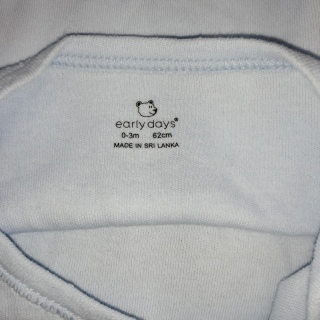 early days®
0-3m 62cm
MADE IN SRI LANKA